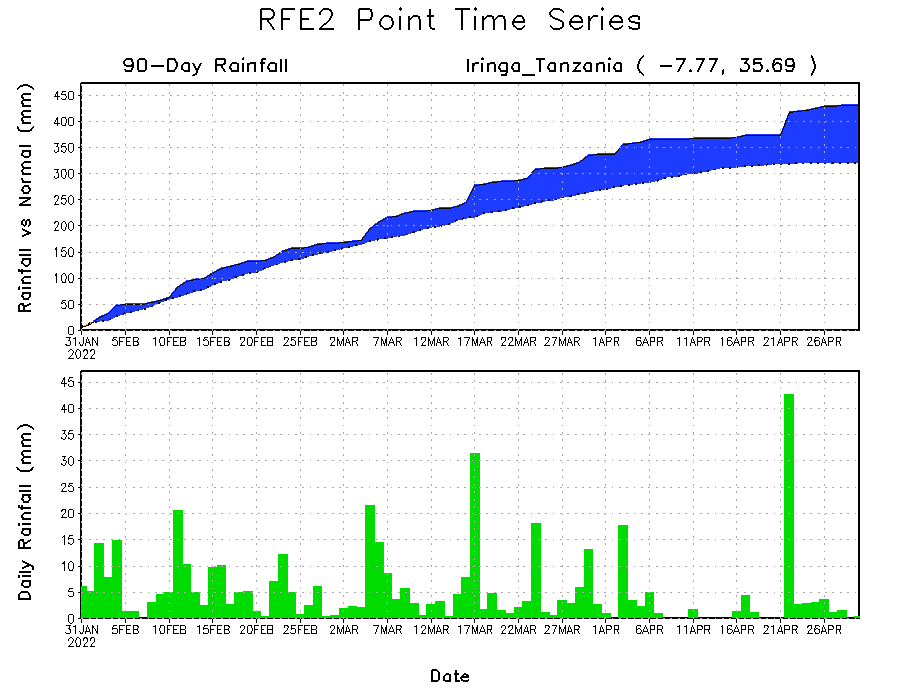 RFE2 Point Time Series
90-Day Rainfall
Iringa_Tanzania ( -7.77, 35.69 )
Rainfall vs Normal (mm)
450
400
350
300
250
200
150
100
50
0
31JAN 5FEB 10FEB 15FEB 20FEB 25FEB 2MAR 7MAR 12MAR 17MAR 22MAR 27MAR 1APR 6APR 11APR 16APR 21APR 26APR
2022
Daily Rainfall (mm)
45
40
35
30
25
20
15
10
5
0
31JAN 5FEB 10FEB 15FEB 20FEB 25FEB 2MAR 7MAR 12MAR 17MAR 22MAR 27MAR 1APR 6APR 11APR 16APR 21APR 26APR
2022
Date